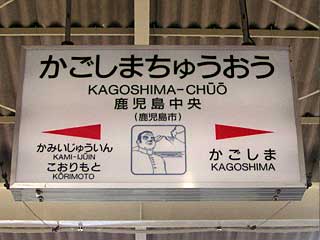 かごしまちゅうおう
KAGOSHIMA-CHŪŌ
鹿児島中央
(鹿児島市)
かみいじゅういん
KAMI-IJŪIN
こおりもと
KŌRIMOTO
かごしま
KAGOSHIMA